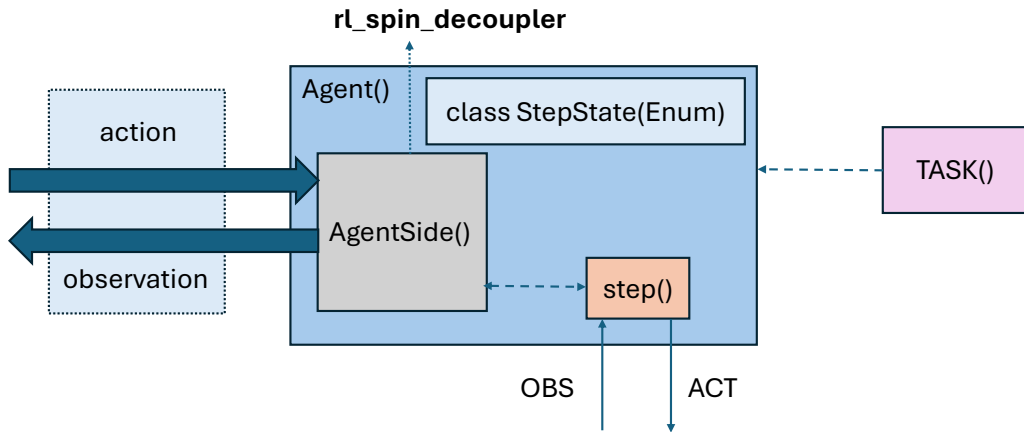 rl_spin_decoupler
Agent()
class StepState(Enum)
action
TASK()
AgentSide()
observation
step()
OBS
ACT